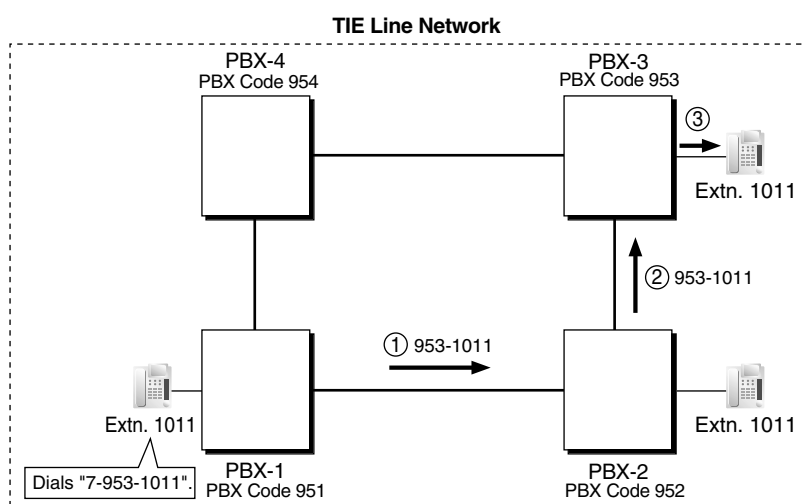 TIE Line Network
PBX-4
PBX Code 954
PBX-3
PBX Code 953
③
Extn. 1011
② 953-1011
① 953-1011
Extn. 1011
Extn. 1011
Dials "7-953-1011".
PBX-1
PBX Code 951
PBX-2
PBX Code 952